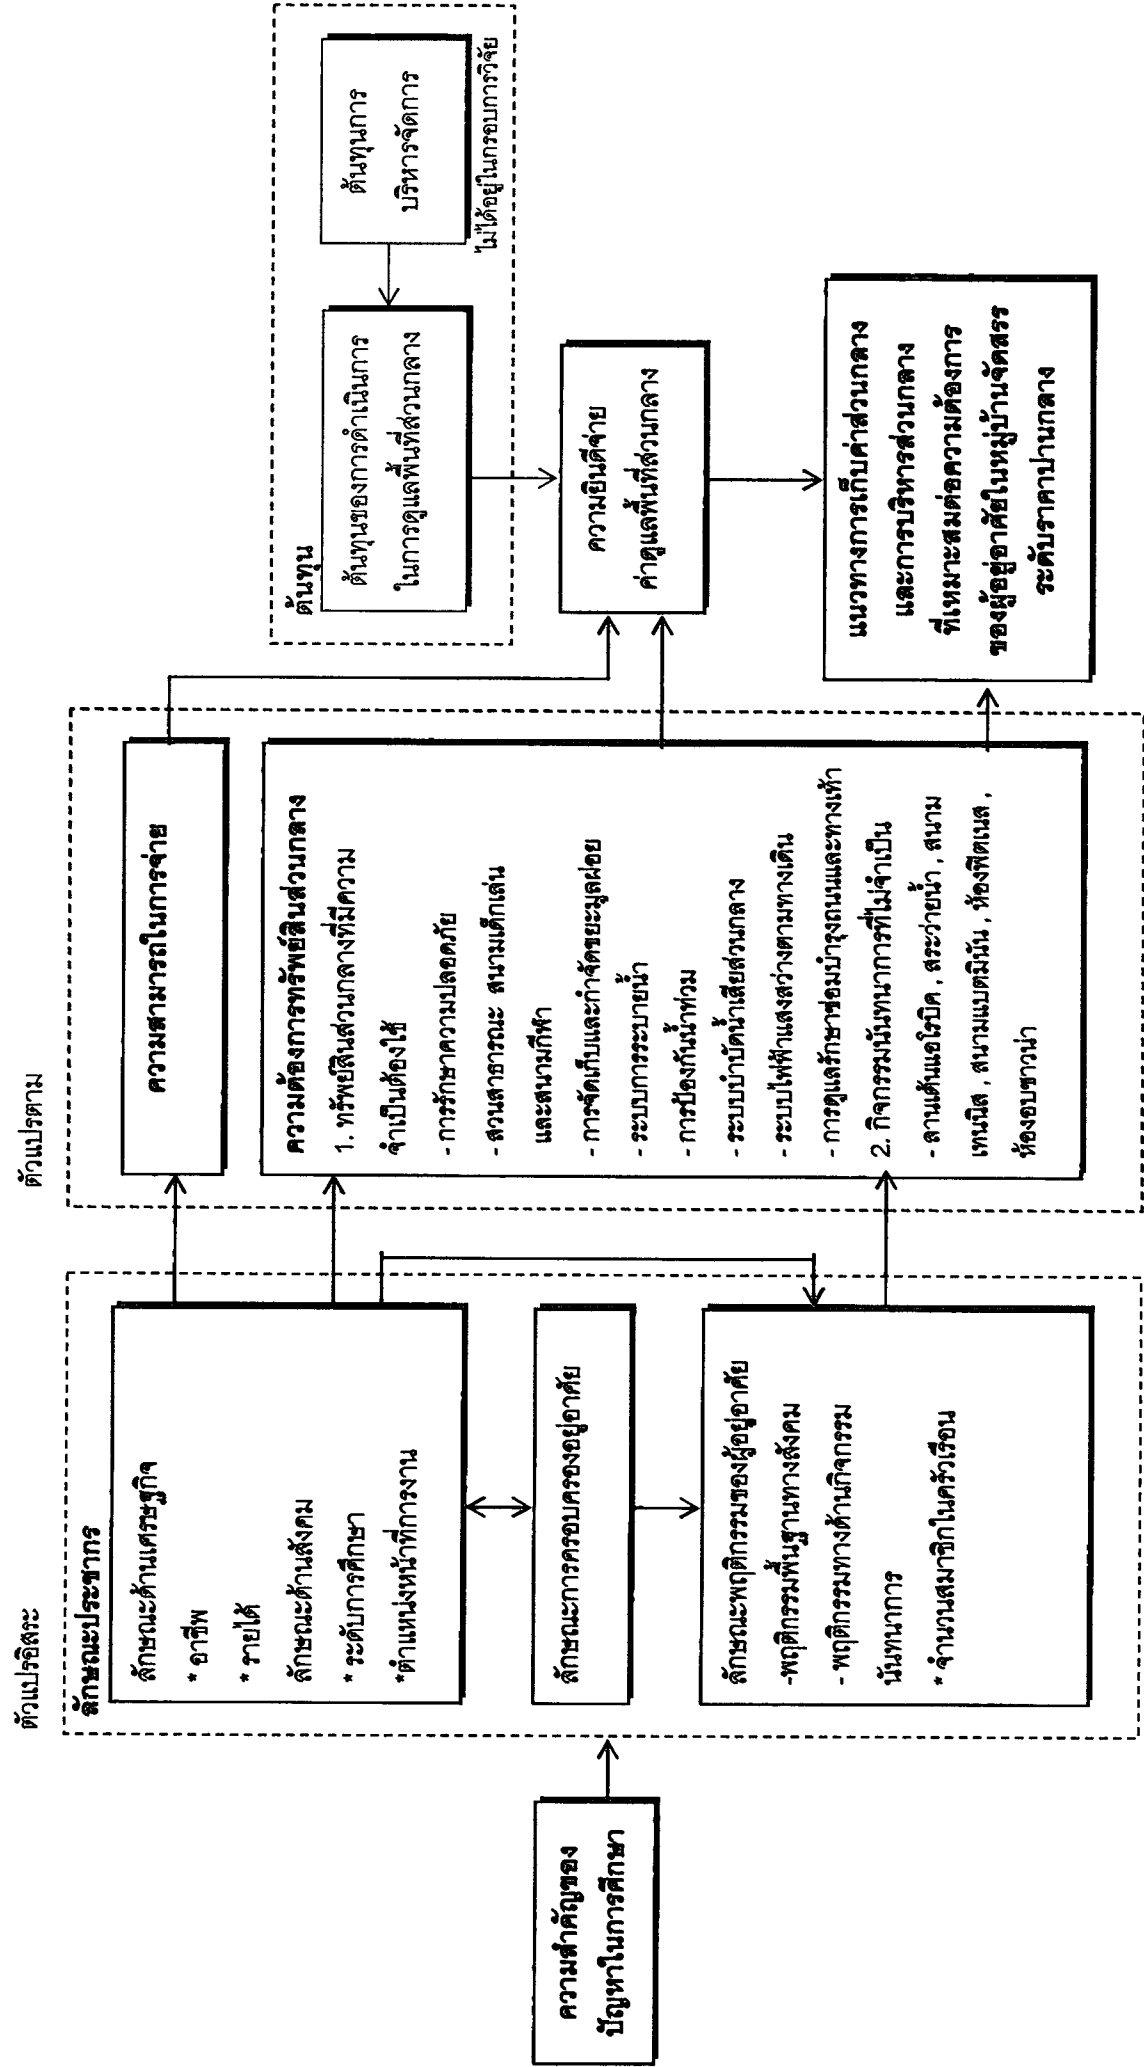 ตัวแปรอิสระ
ตัวแปรตาม
ความสำคัญของ
ปัญหาในการศึกษา
ลักษณะประชากร
ลักษณะด้านเศรษฐกิจ
* อาชีพ
* รายได้
ลักษณะด้านสังคม
* ระดับการศึกษา
*ตำแหน่งหน้าที่การงาน
ลักษณะการครอบครองอยู่อาศัย
ลักษณะพฤติกรรมของผู้อยู่อาศัย
-พฤติกรรมพื้นฐานทางสังคม
- พฤติกรรมทางด้านกิจกรรม
นันทนาการ
* จำนวนสมาชิกในครัวเรือน
ความสามารถในการจ่าย
ความต้องการทรัพย์สินส่วนกลาง
1. ทรัพย์สินส่วนกลางที่มีความ
จำเป็นต้องใช้
- การรักษาความปลอดภัย
- สวนสาธารณะ สนามเด็กเล่น
และสนามกีฬา
- การจัดเก็บและกำจัดขยะมูลฝอย
- ระบบการระบายน้ำ
- การป้องกันน้ำท่วม
- ระบบบำบัดน้ำเสียส่วนกลาง
- ระบบไฟฟ้าแสงสว่างตามทางเดิน
- การดูแลรักษาซ่อมบำรุงถนนและทางเท้า
2. กิจกรรมนันทนาการที่ไม่จำเป็น
- ลานเต้นแอโรบิค , สระว่ายน้ำ , สนาม
เทนนิส , สนามแบตมินัน , ห้องฟิตเนส ,
ห้องอบซาวน่า
ต้นทุน
ต้นทุนของการดำเนินการ
ในการดูแลพื้นที่ส่วนกลาง
ต้นทุนการ
บริหารจัดการ
ไม่ได้อยู่ในกรอบการวิจัย
ความยินดีจ่าย
ค่าดูแลพื้นที่ส่วนกลาง
แนวทางการเก็บค่าส่วนกลาง
และการบริหารส่วนกลาง
ที่เหมาะสมต่อความต้องการ
ของผู้อยู่อาศัยในหมู่บ้านจัดสรร
ระดับราคาปานกลาง